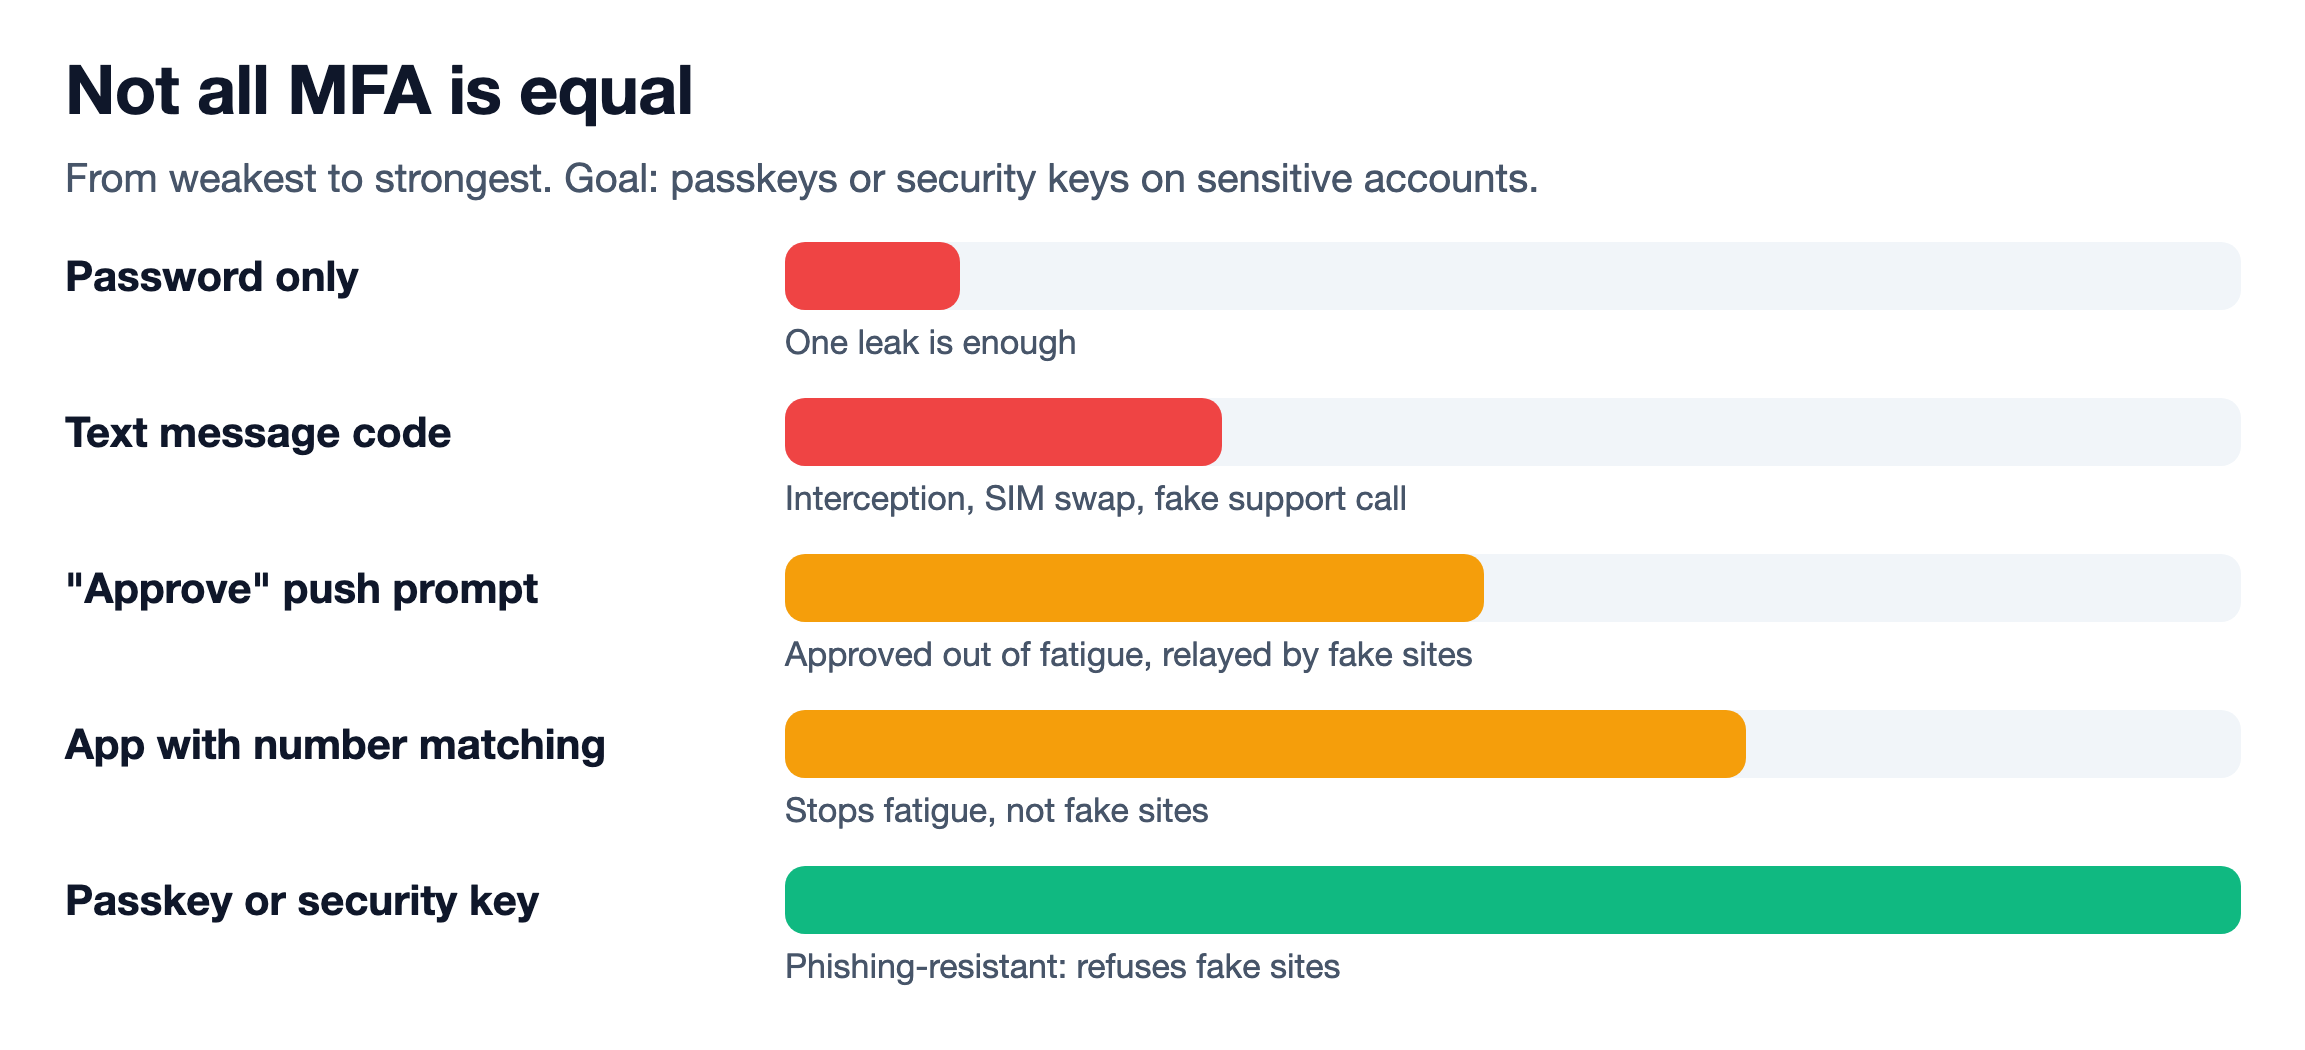 Not all MFA is equal
From weakest to strongest. Goal: passkeys or security keys on sensitive accounts.
Password only
One leak is enough
Text message code
Interception, SIM swap, fake support call
"Approve" push prompt
Approved out of fatigue, relayed by fake sites
App with number matching
Stops fatigue, not fake sites
Passkey or security key
Phishing-resistant: refuses fake sites